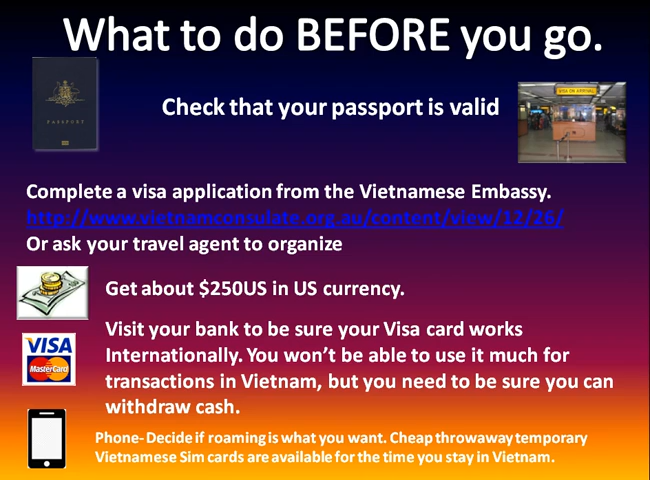 What to do BEFORE you go.
PASSPORT
VISA ON ARRIVAL
Check that your passport is valid
Complete a visa application from the Vietnamese Embassy.
http://www.vietnamconsulate.org.au/content/view/12/26/
Or ask your travel agent to organize
Get about $250US in US currency.
VISA
MasterCard
Visit your bank to be sure your Visa card works
Internationally. You won't be able to use it much for
transactions in Vietnam, but you need to be sure you can
withdraw cash.
Phone- Decide if roaming is what you want. Cheap throwaway temporary
Vietnamese Sim cards are available for the time you stay in Vietnam.